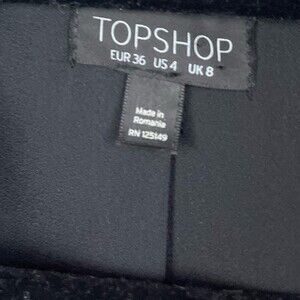 TOPSHOP
EUR 36 US 4 UK 8
Made in
Romania
RN 125149